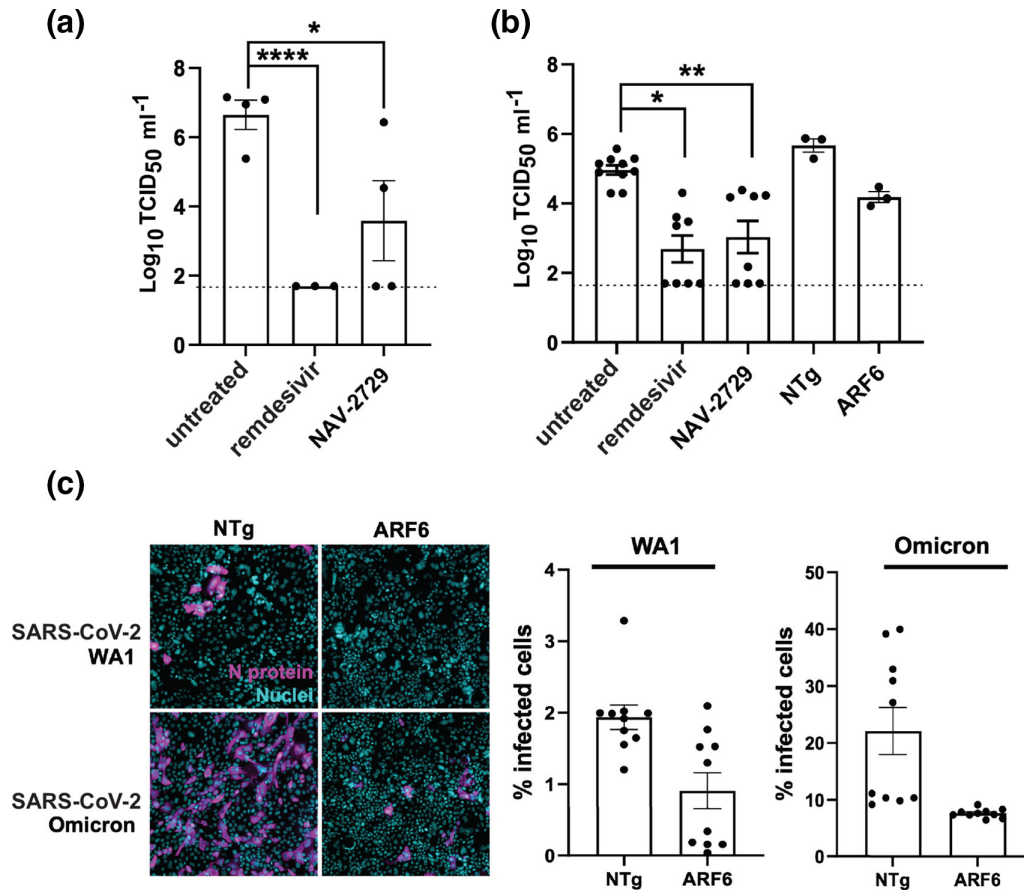 (a)
*
****
8
6
4
2
0
Log10 TCID50 ml-1
untreated
remdesivir
NAV-2729
(b)
**
*
8
6
4
2
0
Log10 TCID50 ml-1
untreated
remdesivir
NAV-2729
NTg
ARF6
(c)
NTg
ARF6
SARS-CoV-2
WA1
N protein
Nuclei
SARS-CoV-2
Omicron
WA1
4
3
2
1
0
% infected cells
NTg
ARF6
Omicron
50
40
30
20
10
0
% infected cells
NTg
ARF6